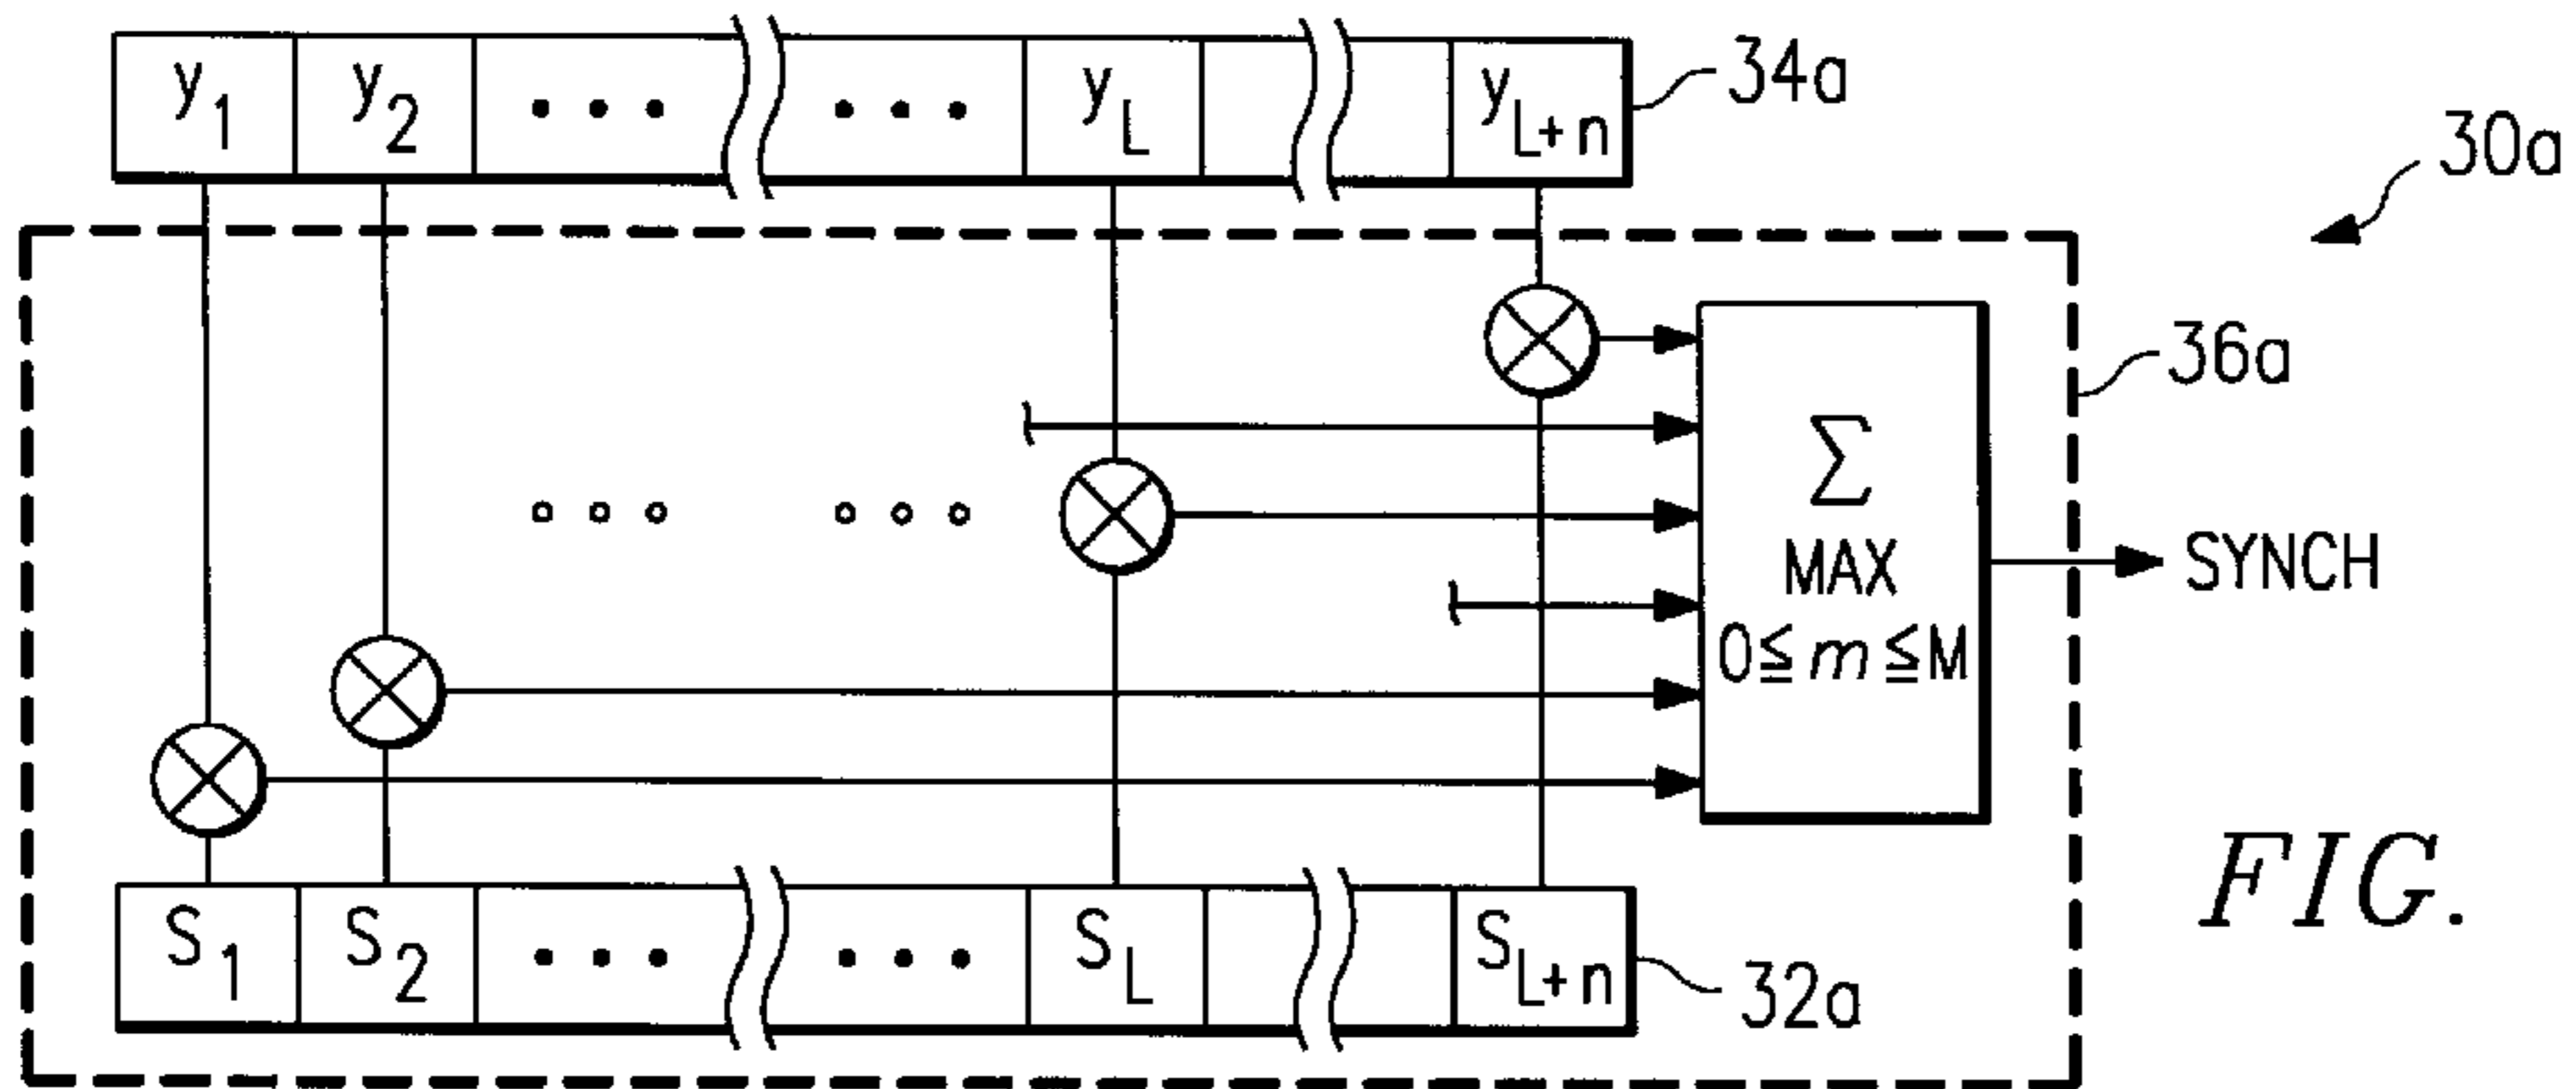 y1 y2 • • • • • • yL yL+n 34a
30a
36a
Σ
MAX
0≦m≦M
SYNCH
FIG.
S1 S2 • • • • • • SL SL+n 32a